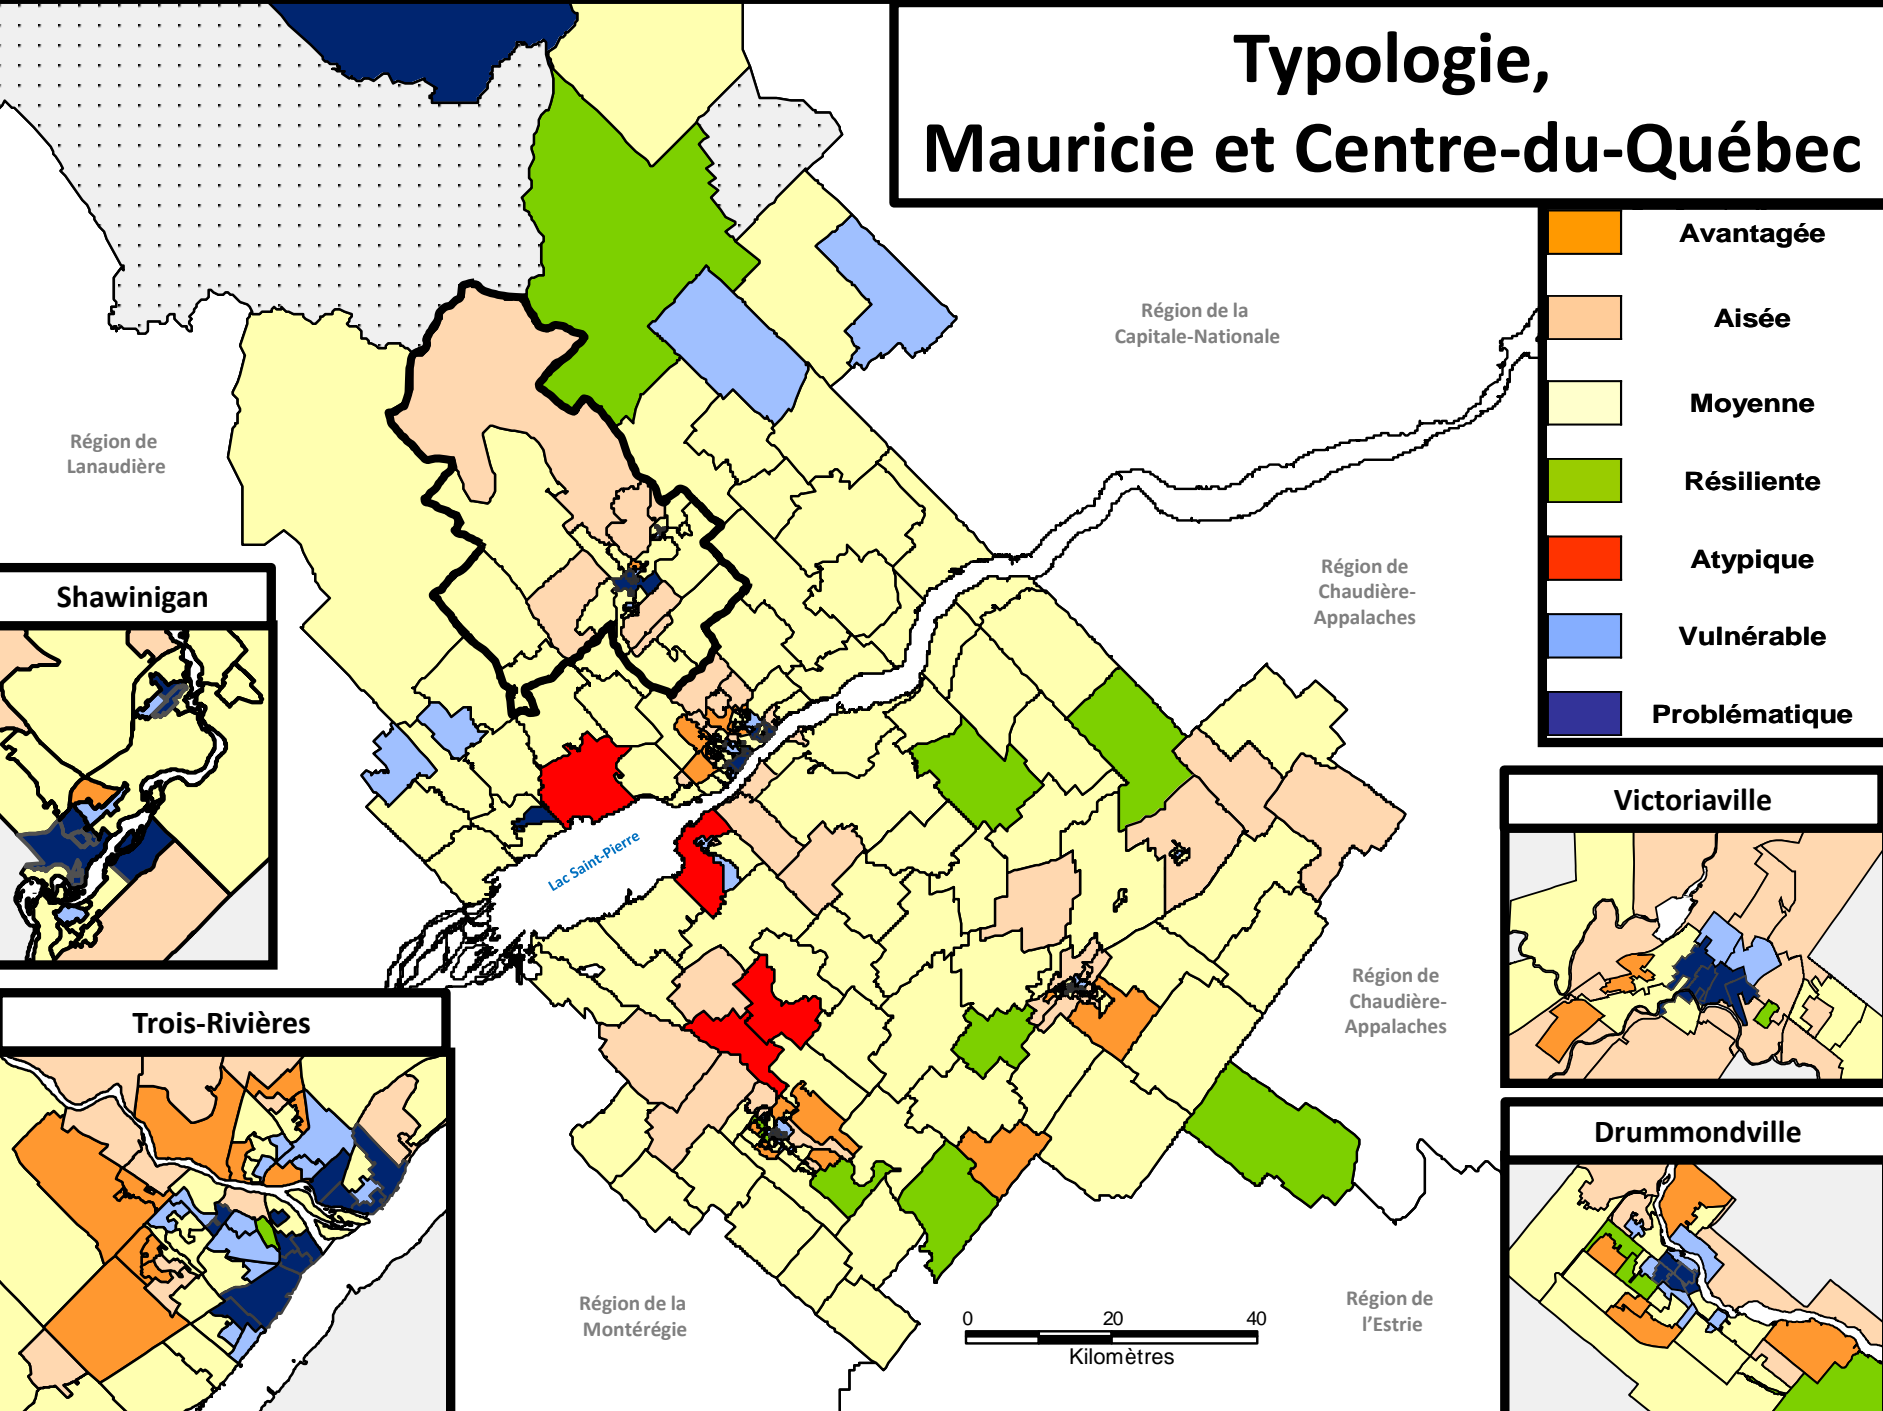 Typologie,
Mauricie et Centre-du-Québec
Avantagée
Aisée
Moyenne
Résiliente
Atypique
Vulnérable
Problématique
Région de la
Capitale-Nationale
Région de
Lanaudière
Région de
Chaudière-
Appalaches
Shawinigan
Lac Saint-Pierre
Victoriaville
Trois-Rivières
Région de
Chaudière-
Appalaches
Drummondville
Région de la
Montérégie
0 20 40
Kilomètres
Région de
l'Estrie